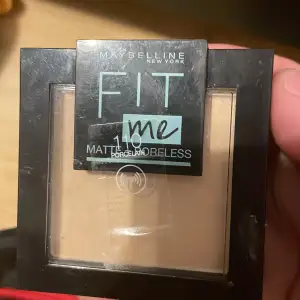 MAYBELLINE
NEW YORK
FIT
me
110
PORCELAIN
MATTE+PORELESS